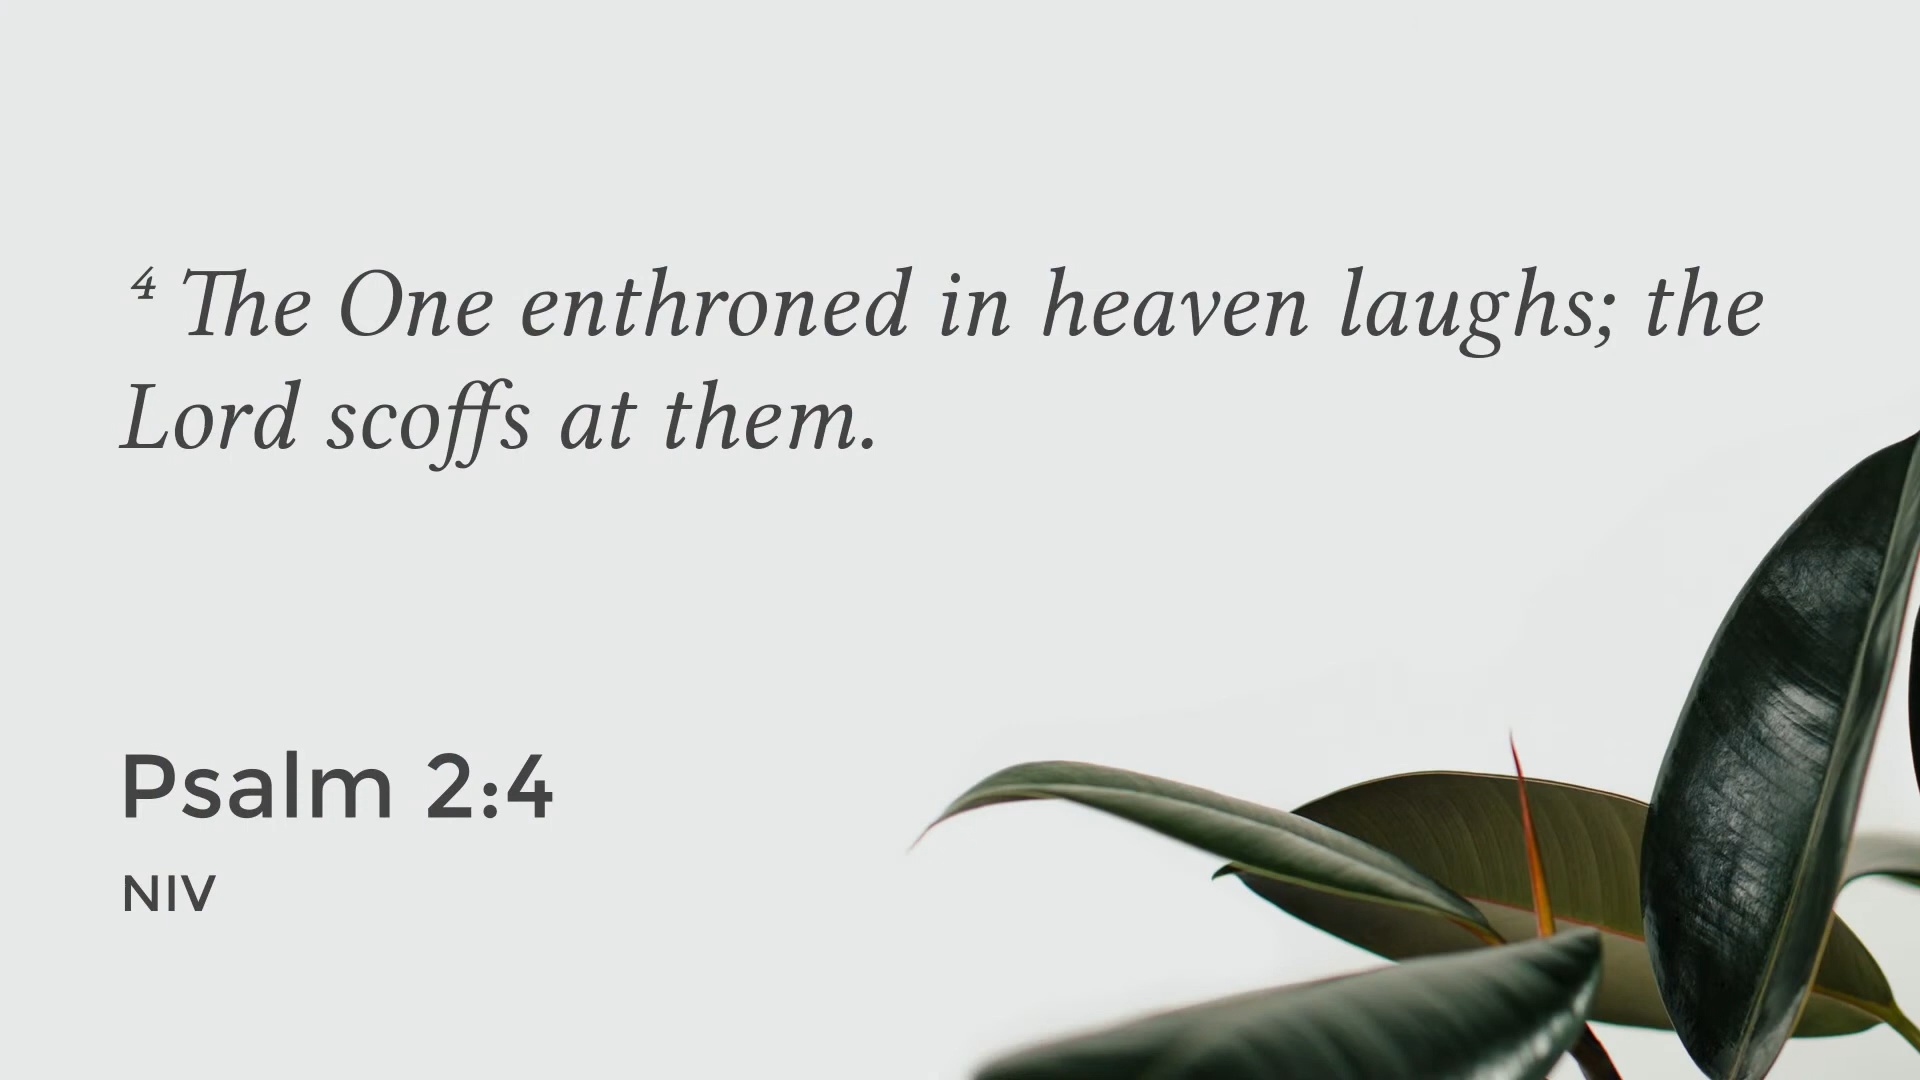 ⁴ The One enthroned in heaven laughs; the
Lord scoffs at them.
Psalm 2:4
NIV